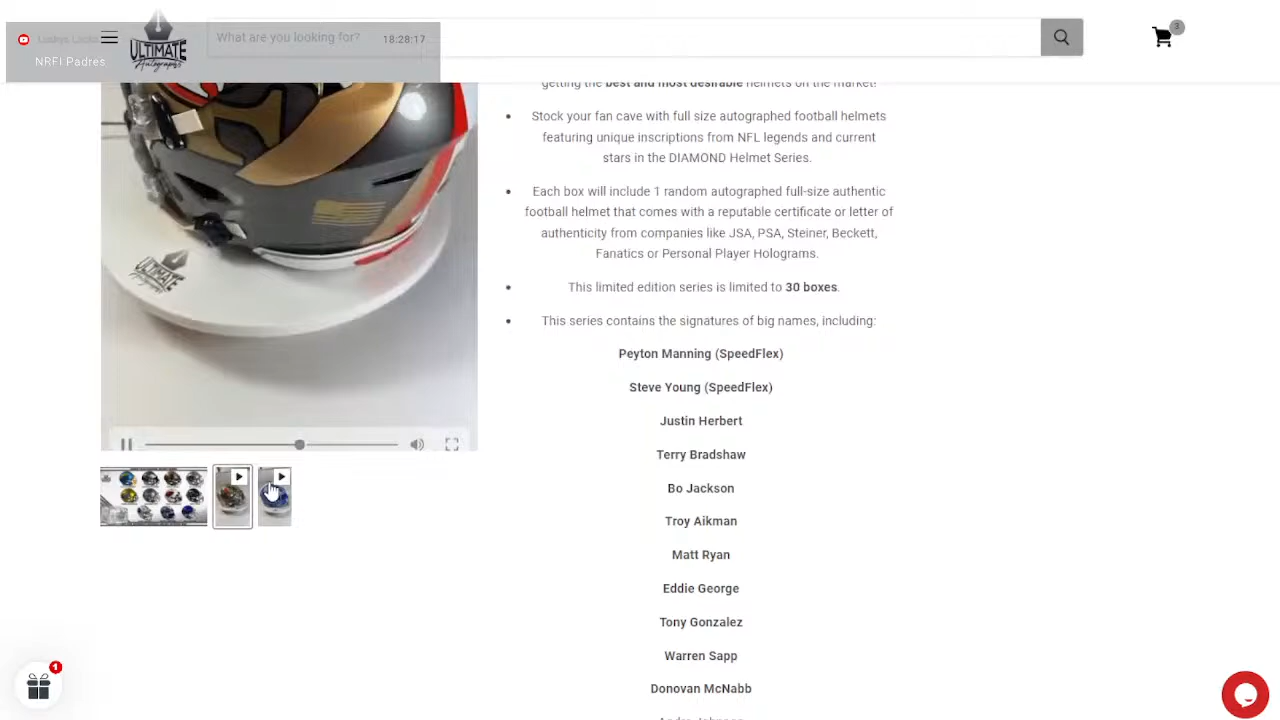 What are you looking for?
18:28:17
3
NRFI Padres
ULTIMATE
Autographs
getting the best and most desirable helmets on the market!
Stock your fan cave with full size autographed football helmets
featuring unique inscriptions from NFL legends and current
stars in the DIAMOND Helmet Series.
Each box will include 1 random autographed full-size authentic
football helmet that comes with a reputable certificate or letter of
authenticity from companies like JSA, PSA, Steiner, Beckett,
Fanatics or Personal Player Holograms.
ULTIMATE
This limited edition series is limited to 30 boxes.
This series contains the signatures of big names, including:
Peyton Manning (SpeedFlex)
Steve Young (SpeedFlex)
Justin Herbert
Terry Bradshaw
Bo Jackson
Troy Aikman
Matt Ryan
Eddie George
Tony Gonzalez
Warren Sapp
Donovan McNabb
1